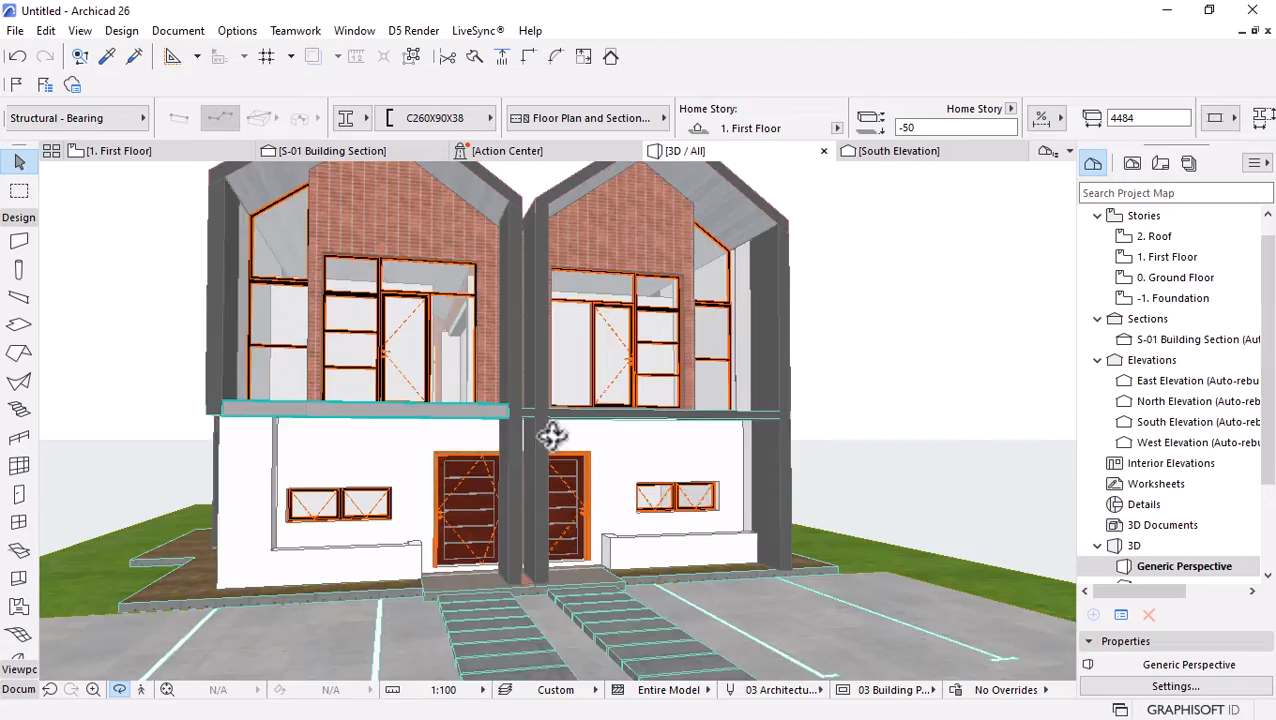 Untitled - Archicad 26
File Edit View Design Document Options Teamwork Window D5 Render LiveSync® Help
Structural - Bearing
C260X90X38
Floor Plan and Section...
Home Story:
1. First Floor
Home Story
-50
4484
[1. First Floor]
[S-01 Building Section]
[Action Center]
[3D / All]
[South Elevation]
Search Project Map
Design
Stories
2. Roof
1. First Floor
0. Ground Floor
-1. Foundation
Sections
S-01 Building Section (Aut
Elevations
East Elevation (Auto-rebu
North Elevation (Auto-reb
South Elevation (Auto-reb
West Elevation (Auto-rebu
Interior Elevations
Worksheets
Details
3D Documents
3D
Generic Perspective
Properties
Generic Perspective
Settings...
Viewpc
Docum
N/A
N/A
1:100
Custom
Entire Model
03 Architectu...
03 Building P...
No Overrides
GRAPHISOFT ID